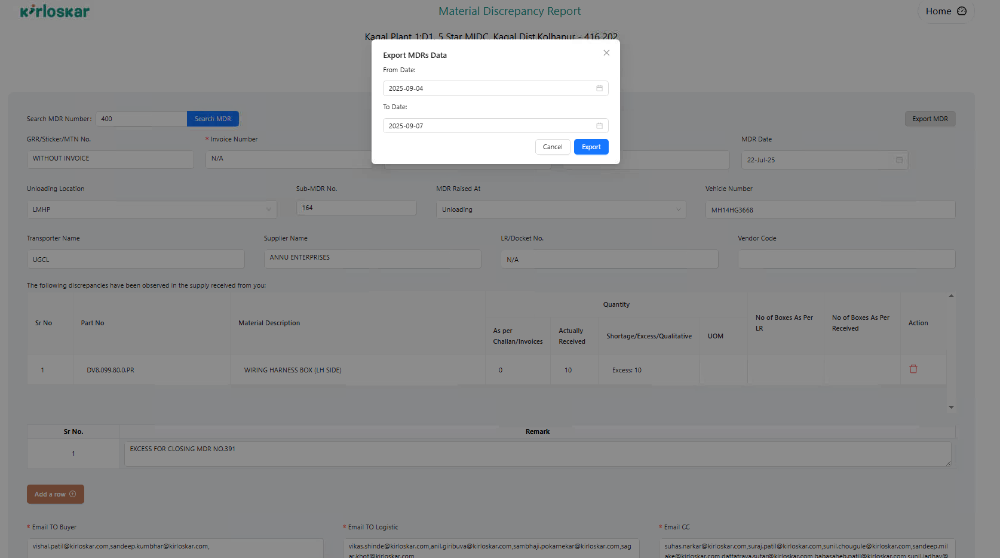 Kirloskar
Material Discrepancy Report
Home
Kagal Plant 1:D1, 5 Star MIDC, Kagal Dist.Kolhapur - 416 202
Export MDRs Data
From Date:
2025-09-04
To Date:
2025-09-07
Cancel
Export
Search MDR Number:
400
Search MDR
Export MDR
GRR/Sticker/MTN No.
* Invoice Number
MDR Date
WITHOUT INVOICE
N/A
22-Jul-25
Unloading Location
Sub-MDR No.
MDR Raised At
Vehicle Number
LMHP
164
Unloading
MH14HG3668
Transporter Name
Supplier Name
LR/Docket No.
Vendor Code
UGCL
ANNU ENTERPRISES
N/A
The following discrepancies have been observed in the supply received from you:
Sr No
Part No
Material Description
Quantity
As per
Challan/Invoices
Actually
Received
Shortage/Excess/Qualitative
UOM
No of Boxes As Per
LR
No of Boxes As Per
Received
Action
1
DV8.099.80.0.PR
WIRING HARNESS BOX (LH SIDE)
0
10
Excess: 10
Sr No.
Remark
1
EXCESS FOR CLOSING MDR NO.391
Add a row
* Email TO Buyer
vishal.patil@kirloskar.com,sandeep.kumbhar@kirloskar.com,
* Email TO Logistic
vikas.shinde@kirloskar.com,anil.giribuva@kirloskar.com,sambhaji.pokarnekar@kirloskar.com,sag
ar.khot@kirloskar.com
* Email CC
suhas.narkar@kirloskar.com,suraj.patil@kirloskar.com,sunil.chougule@kirloskar.com,sandeep.mil
ake@kirloskar.com,dattatraya.sutar@kirloskar.com,babasaheb.patil@kirloskar.com,sunil.jadhav@